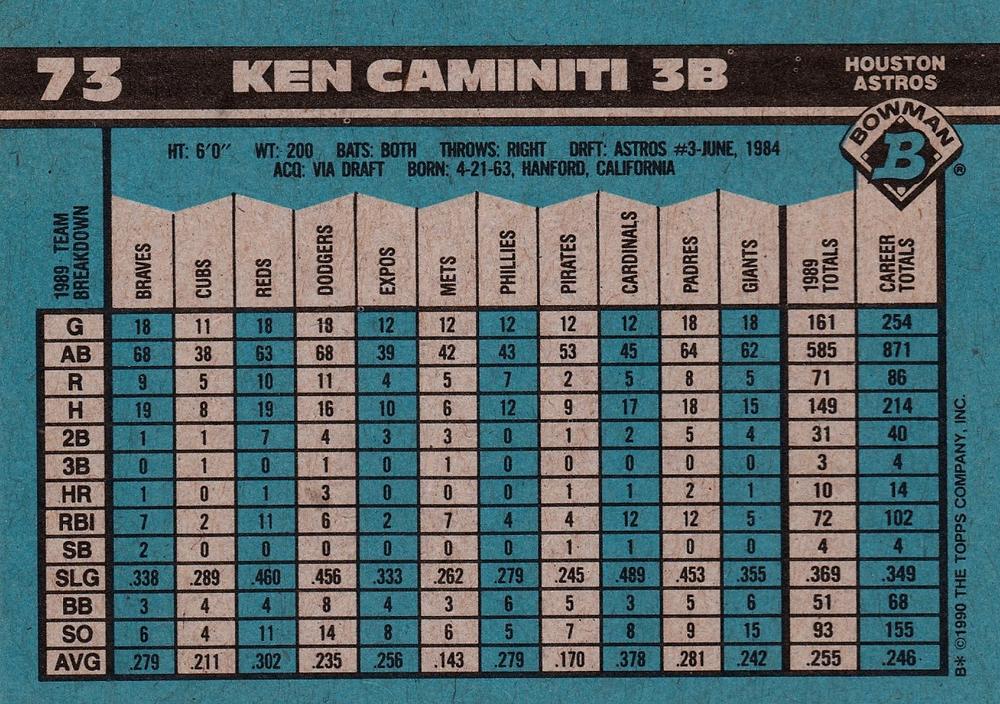 73 KEN CAMINITI 3B HOUSTON ASTROS
BOWMAN
B ®
HT: 6'0" WT: 200 BATS: BOTH THROWS: RIGHT DRFT: ASTROS #3-JUNE, 1984
ACQ: VIA DRAFT BORN: 4-21-63, HANFORD, CALIFORNIA
1989 TEAM BREAKDOWN BRAVES CUBS REDS DODGERS EXPOS METS PHILLIES PIRATES CARDINALS PADRES GIANTS 1989 TOTALS CAREER TOTALS
G 18 11 18 18 12 12 12 12 12 18 18 161 254
AB 68 38 63 68 39 42 43 53 45 64 62 585 871
R 9 5 10 11 4 5 7 2 5 8 5 71 86
H 19 8 19 16 10 6 12 9 17 18 15 149 214
2B 1 1 7 4 3 3 0 1 2 5 4 31 40
3B 0 1 0 1 0 1 0 0 0 0 0 3 4
HR 1 0 1 3 0 0 0 1 1 2 1 10 14
RBI 7 2 11 6 2 7 4 4 12 12 5 72 102
SB 2 0 0 0 0 0 0 1 1 0 0 4 4
SLG .338 .289 .460 .456 .333 .262 .279 .245 .489 .453 .355 .369 .349
BB 3 4 4 8 4 3 6 5 3 5 6 51 68
SO 6 4 11 14 8 6 5 7 8 9 15 93 155
AVG .279 .211 .302 .235 .256 .143 .279 .170 .378 .281 .242 .255 .246
B* ©1990 THE TOPPS COMPANY, INC.